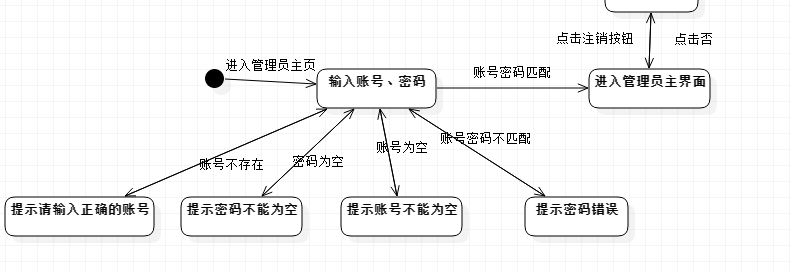 点击注销按钮
点击否
进入管理员主页
账号密码匹配
输入账号、密码
进入管理员主界面
账号不存在
密码为空
账号为空
账号密码不匹配
提示请输入正确的账号
提示密码不能为空
提示账号不能为空
提示密码错误